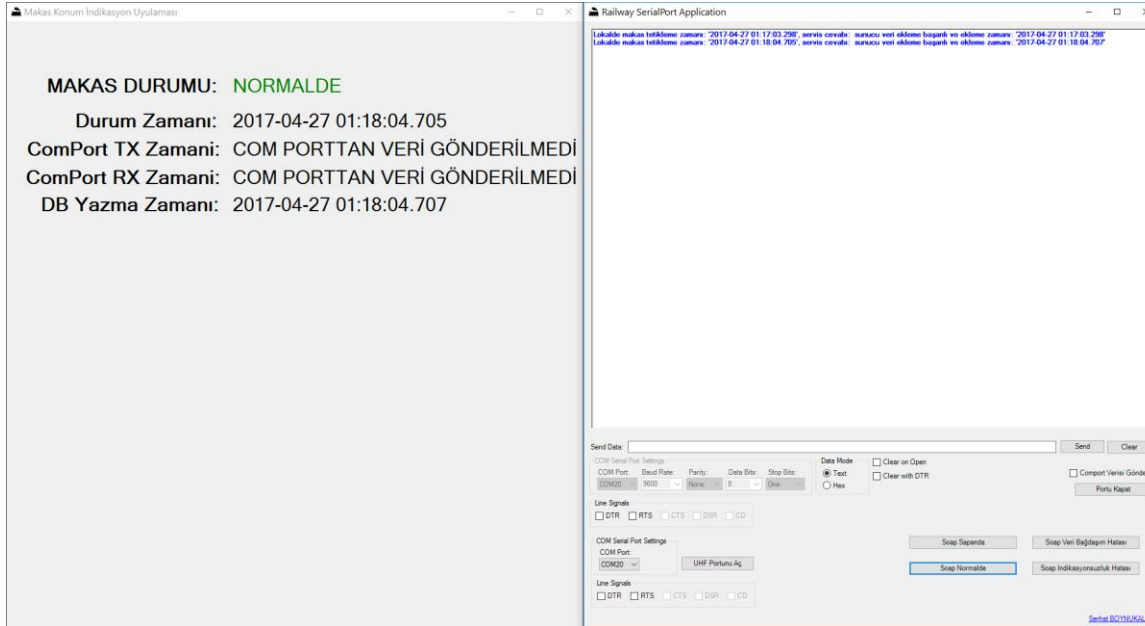 Makas Konum İndikasyon Uyulaması
MAKAS DURUMU: NORMALDE
Durum Zamanı: 2017-04-27 01:18:04.705
ComPort TX Zamani: COM PORTTAN VERİ GÖNDERİLMEDİ
ComPort RX Zamani: COM PORTTAN VERİ GÖNDERİLMEDİ
DB Yazma Zamanı: 2017-04-27 01:18:04.707
Railway SerialPort Application
Lokalde makas tetikleme zamanı: '2017-04-27 01:17:03.298', servis cevabı: sunucu veri ekleme başarılı ve ekleme zamanı: '2017-04-27 01:17:03.298'
Lokalde makas tetikleme zamanı: '2017-04-27 01:18:04.705', servis cevabı: sunucu veri ekleme başarılı ve ekleme zamanı: '2017-04-27 01:18:04.707'
Send Data: Send Clear
COM Serial Port Settings
COM Port: Baud Rate: Parity: Data Bits: Stop Bits:
COM20 9600 None 8 One
Data Mode
Text
Hex
Clear on Open
Clear with DTR
Comport Verisi Gönde
Portu Kapat
Line Signals
DTR RTS CTS DSR CD
COM Serial Port Settings
COM Port:
COM20 UHF Portunu Aç
Line Signals
DTR RTS CTS DSR CD
Soap Sapanda Soap Veri Bağdaşım Hatası
Soap Normalde Soap İndikasyonsuzluk Hatası
Serhat BOYNUKAL